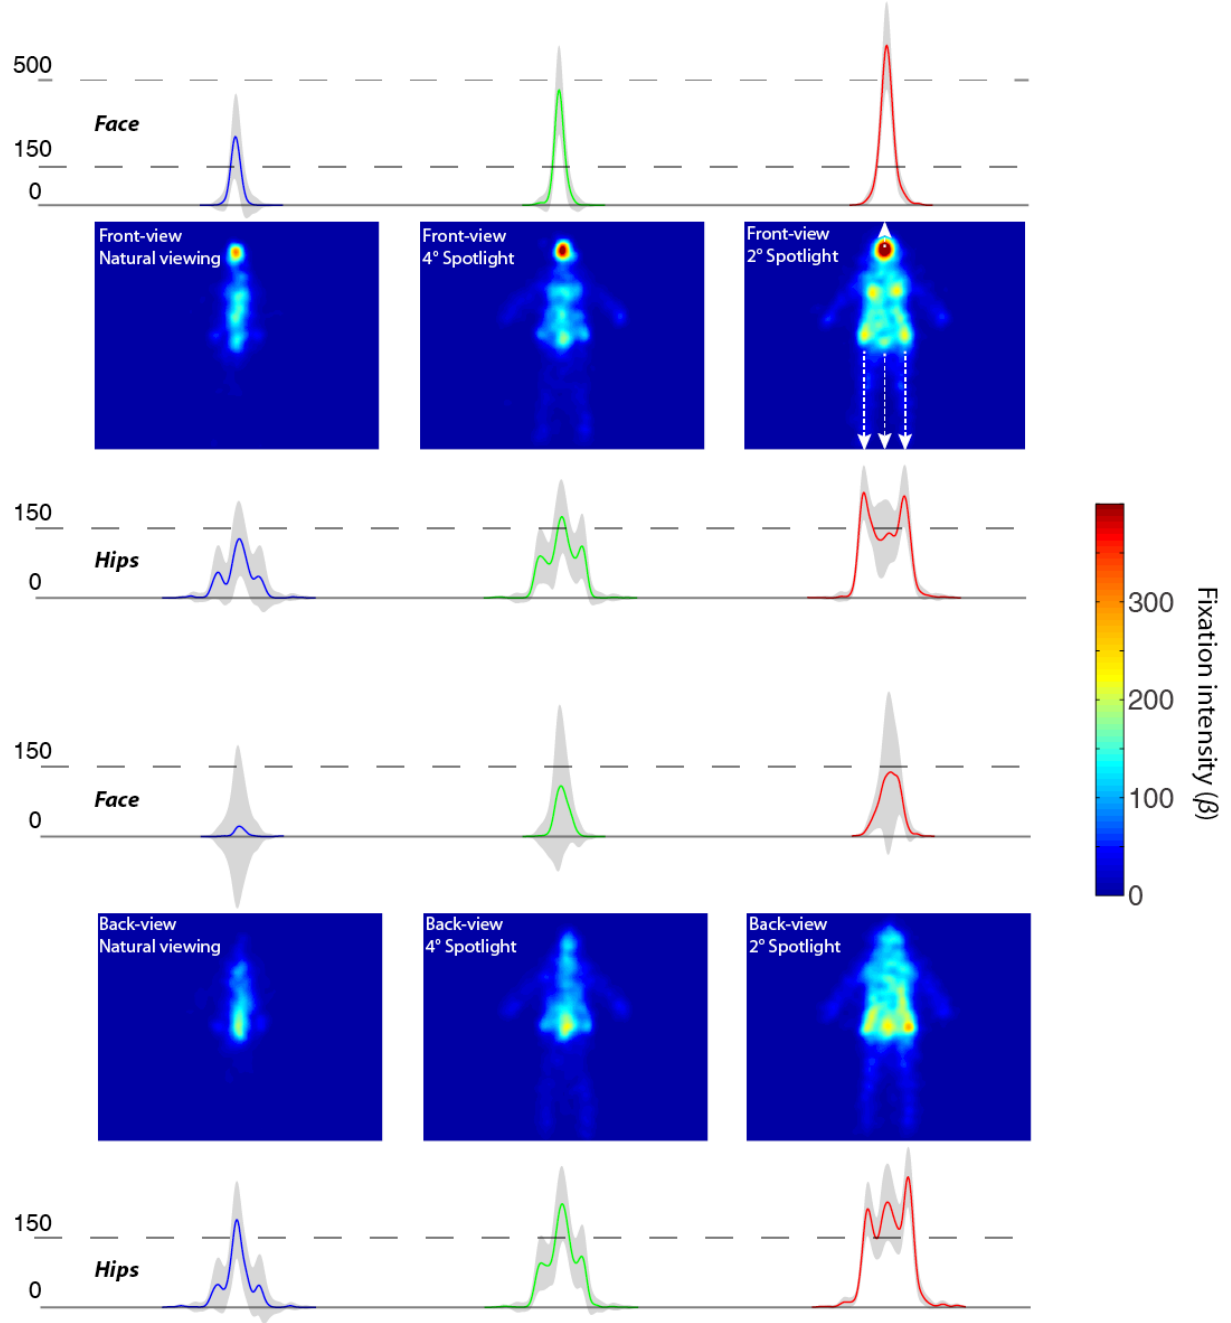 500
Face
150
0
Front-view
Natural viewing
Front-view
4° Spotlight
Front-view
2° Spotlight
150
Hips
0
300
200
100
0
Fixation intensity (β)
150
Face
0
Back-view
Natural viewing
Back-view
4° Spotlight
Back-view
2° Spotlight
150
Hips
0